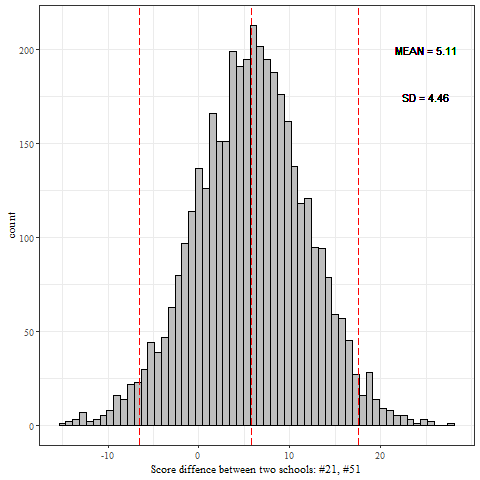 MEAN = 5.11
SD = 4.46
200
150
100
50
0
count
-10
0
10
20
Score diffence between two schools: #21, #51